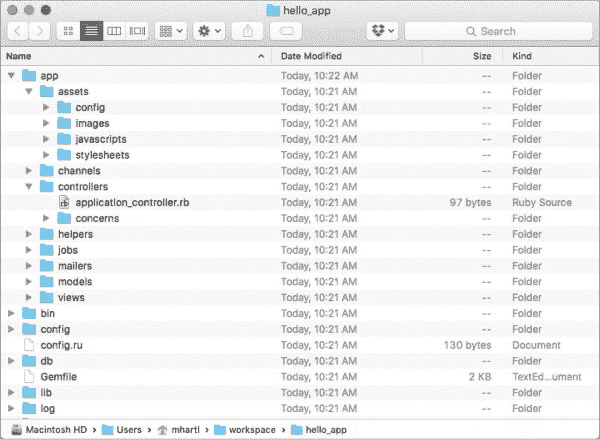 hello_app
Search
Name Date Modified Size Kind
app Today, 10:22 AM -- Folder
assets Today, 10:21 AM -- Folder
config Today, 10:21 AM -- Folder
images Today, 10:21 AM -- Folder
javascripts Today, 10:21 AM -- Folder
stylesheets Today, 10:21 AM -- Folder
channels Today, 10:21 AM -- Folder
controllers Today, 10:21 AM -- Folder
application_controller.rb Today, 10:21 AM 97 bytes Ruby Source
concerns Today, 10:21 AM -- Folder
helpers Today, 10:21 AM -- Folder
jobs Today, 10:21 AM -- Folder
mailers Today, 10:21 AM -- Folder
models Today, 10:21 AM -- Folder
views Today, 10:21 AM -- Folder
bin Today, 10:21 AM -- Folder
config Today, 10:21 AM -- Folder
config.ru Today, 10:21 AM 130 bytes Document
db Today, 10:21 AM -- Folder
Gemfile Today, 10:21 AM 2 KB TextEd...ument
lib Today, 10:21 AM -- Folder
log Today, 10:21 AM -- Folder
Macintosh HD Users mhartl workspace hello_app